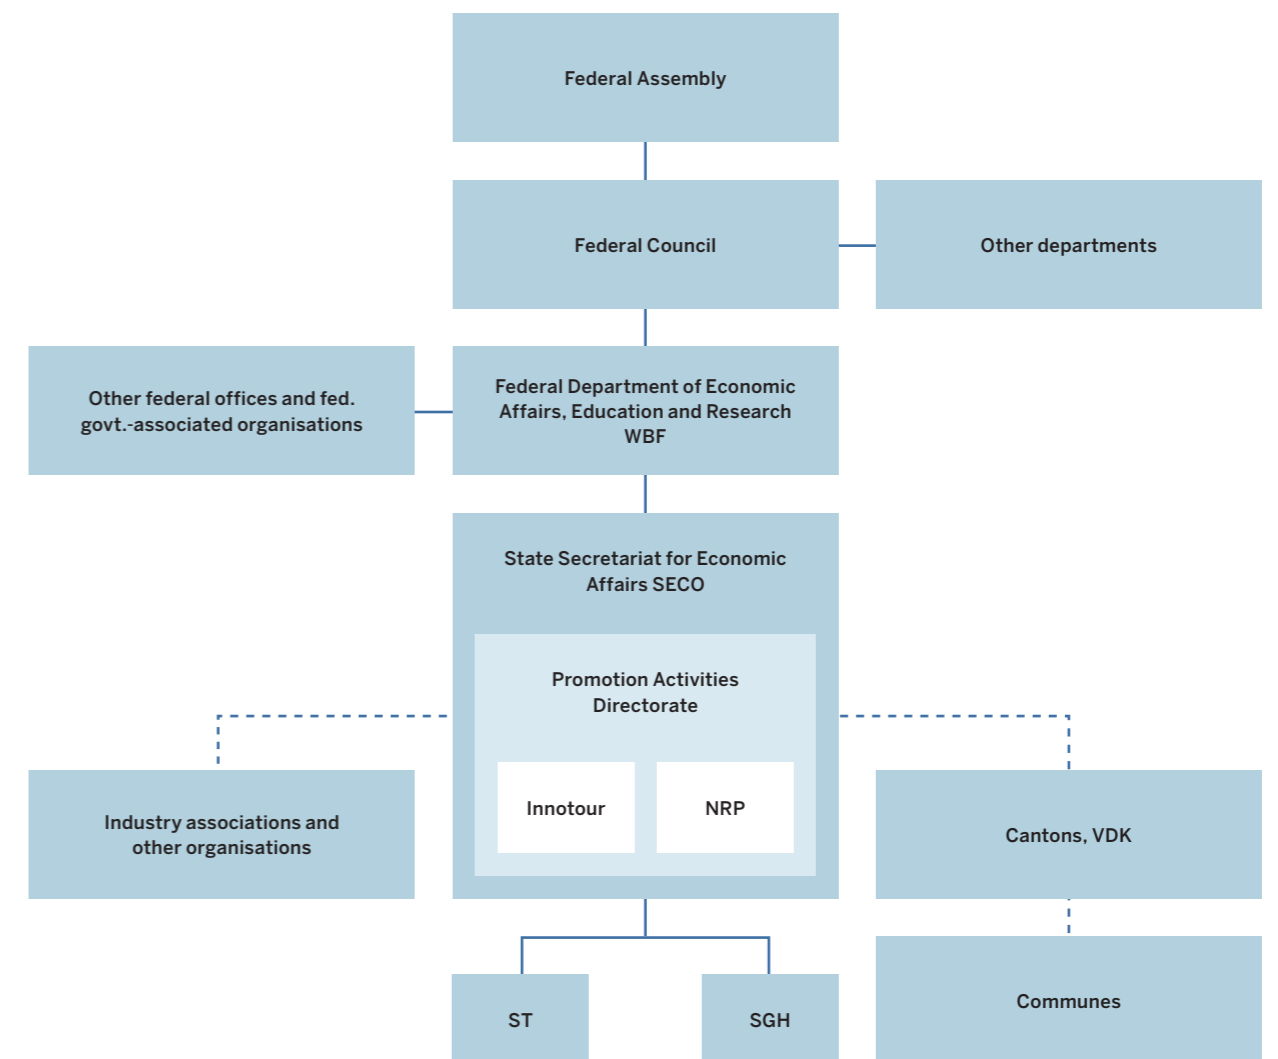 Federal Assembly
Federal Council
Other departments
Other federal offices and fed.
govt.-associated organisations
Federal Department of Economic
Affairs, Education and Research
WBF
State Secretariat for Economic
Affairs SECO
Promotion Activities
Directorate
Innotour
NRP
Industry associations and
other organisations
Cantons, VDK
ST
SGH
Communes